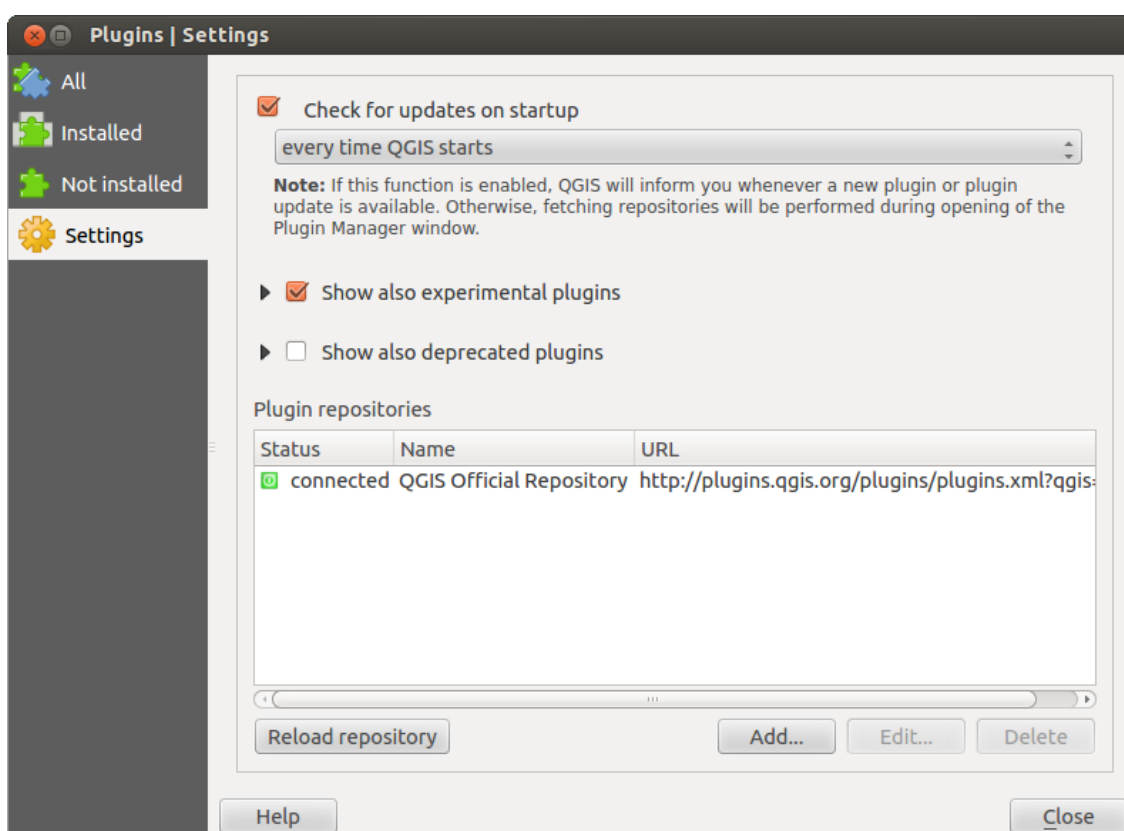 Plugins | Settings
All
Installed
Not installed
Settings
Check for updates on startup
every time QGIS starts
Note: If this function is enabled, QGIS will inform you whenever a new plugin or plugin
update is available. Otherwise, fetching repositories will be performed during opening of the
Plugin Manager window.
Show also experimental plugins
Show also deprecated plugins
Plugin repositories
Status Name URL
connected QGIS Official Repository http://plugins.qgis.org/plugins/plugins.xml?qgis=
Reload repository Add... Edit... Delete
Help Close